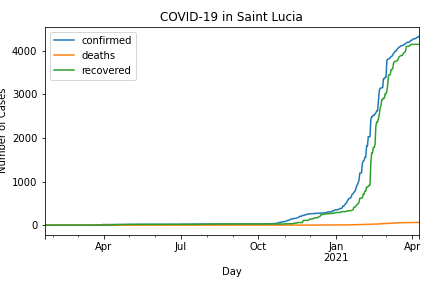 COVID-19 in Saint Lucia
confirmed
deaths
recovered
Number of Cases
4000
3000
2000
1000
0
Apr
Jul
Oct
Jan
2021
Apr
Day